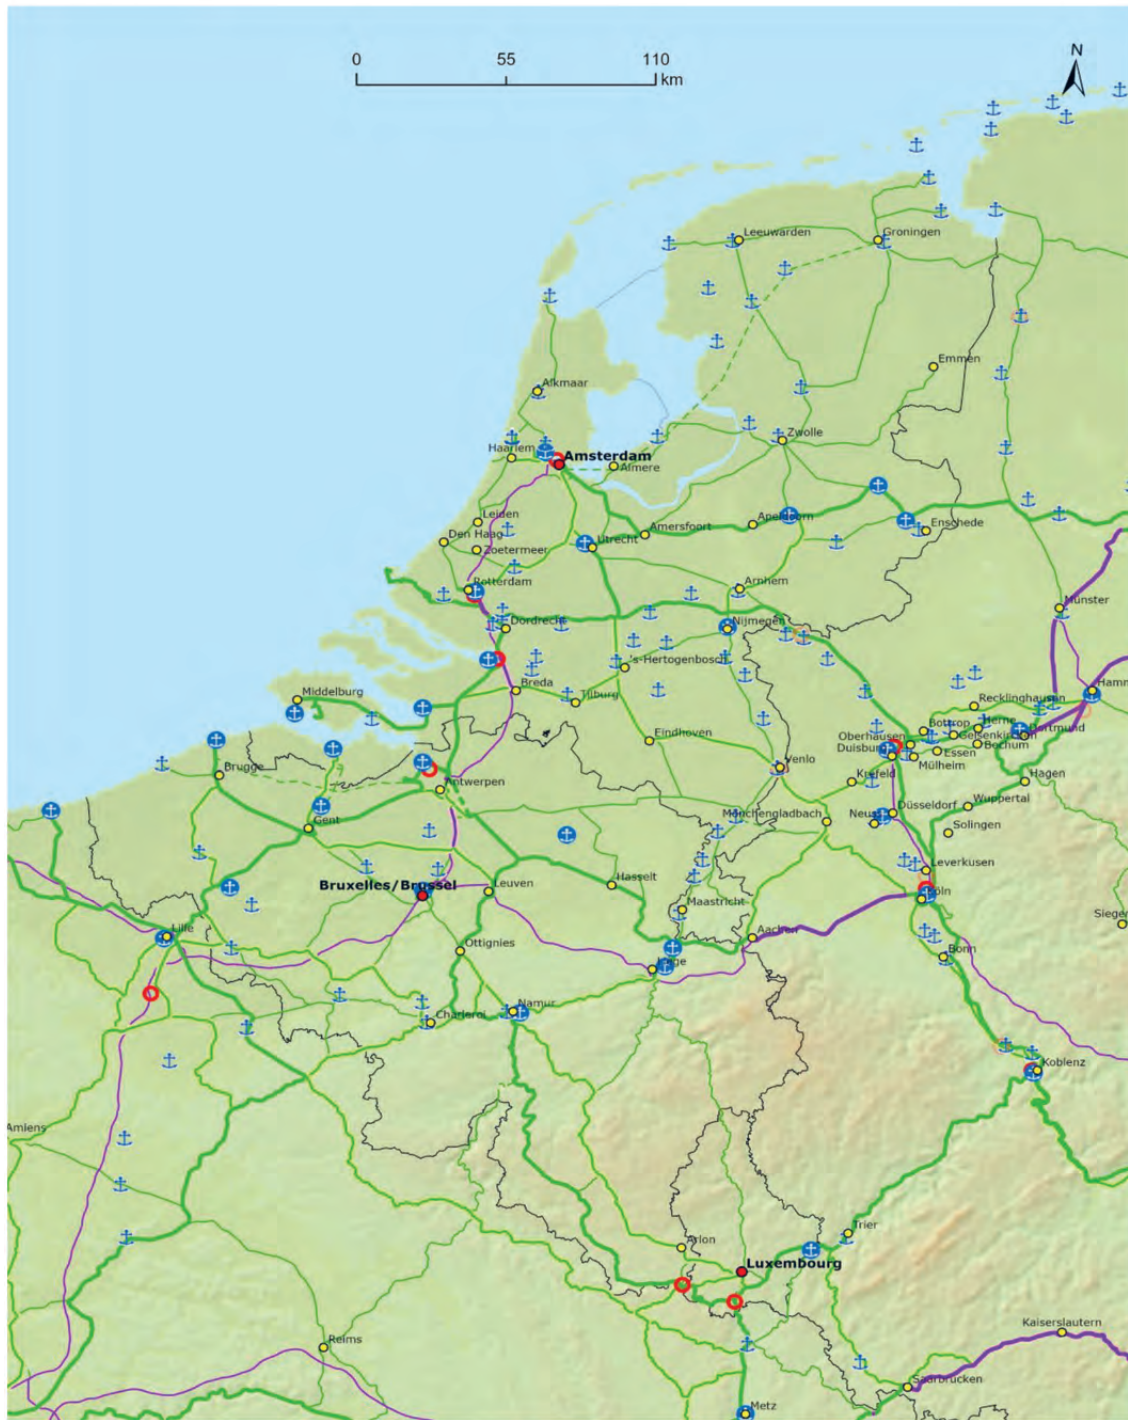 0 55 110
km
N
Leeuwarden
Groningen
Emmen
Alkmaar
Zwolle
Haarlem
Amsterdam
Almere
Leiden
Apeldoorn
Amersfoort
Enschede
Den Haag
Utrecht
Zoetermeer
Rotterdam
Arnhem
Münster
Dordrecht
Nijmegen
's-Hertogenbosch
Middelburg
Breda
Tilburg
Hamm
Recklinghausen
Bottrop
Herne
Dortmund
Oberhausen
Gelsenkirchen
Eindhoven
Duisburg
Bochum
Essen
Mülheim
Venlo
Brugge
Krefeld
Hagen
Antwerpen
Wuppertal
Mönchengladbach
Neuss
Düsseldorf
Gent
Solingen
Leverkusen
Bruxelles/Brussel
Leuven
Hasselt
Köln
Maastricht
Siegen
Lille
Aachen
Ottignies
Bonn
Liège
Namur
Charleroi
Koblenz
Amiens
Trier
Arlon
Luxembourg
Kaiserslautern
Reims
Saarbrücken
Metz